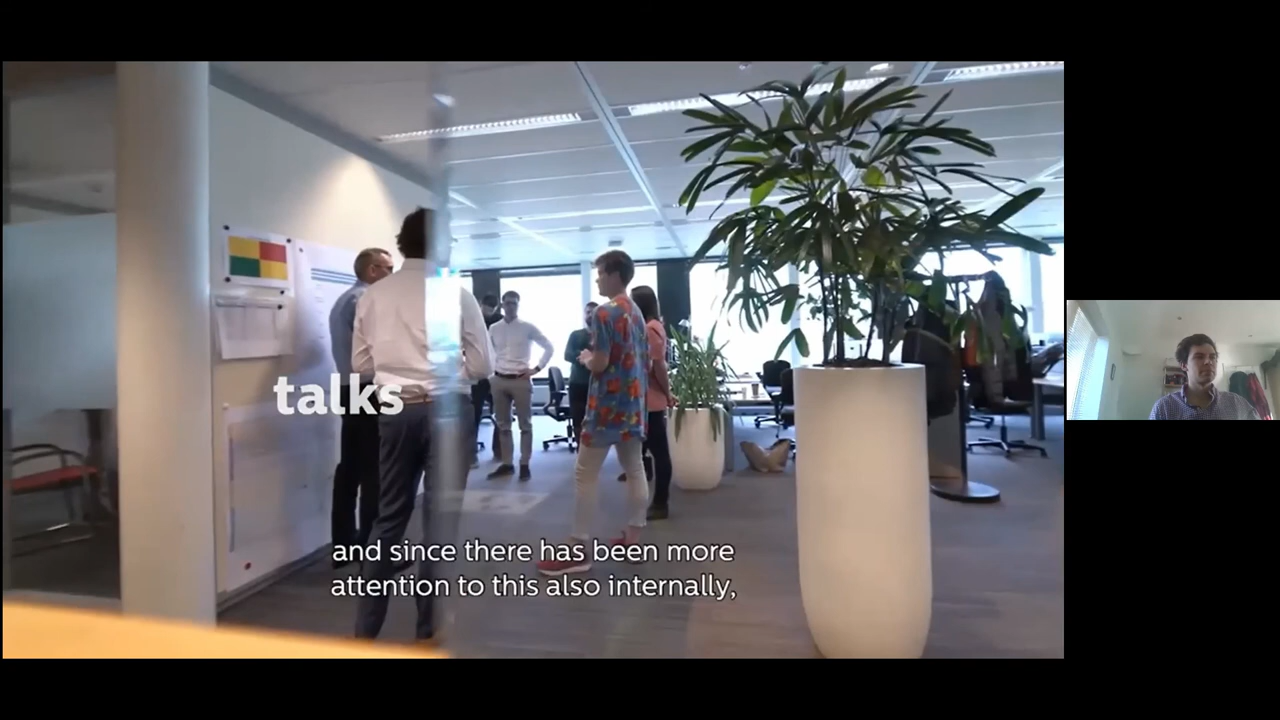 talks
and since there has been more
attention to this also internally,